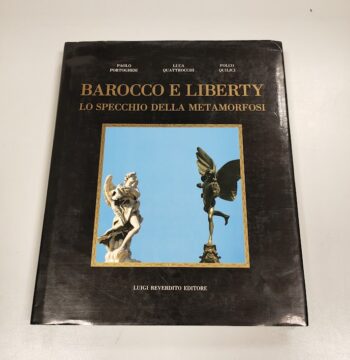 PAOLO PORTOGHESI
LUCA QUATTROCCHI
FOLCO QUILICI
BAROCCO E LIBERTY
LO SPECCHIO DELLA METAMORFOSI
LUIGI REVERDITO EDITORE